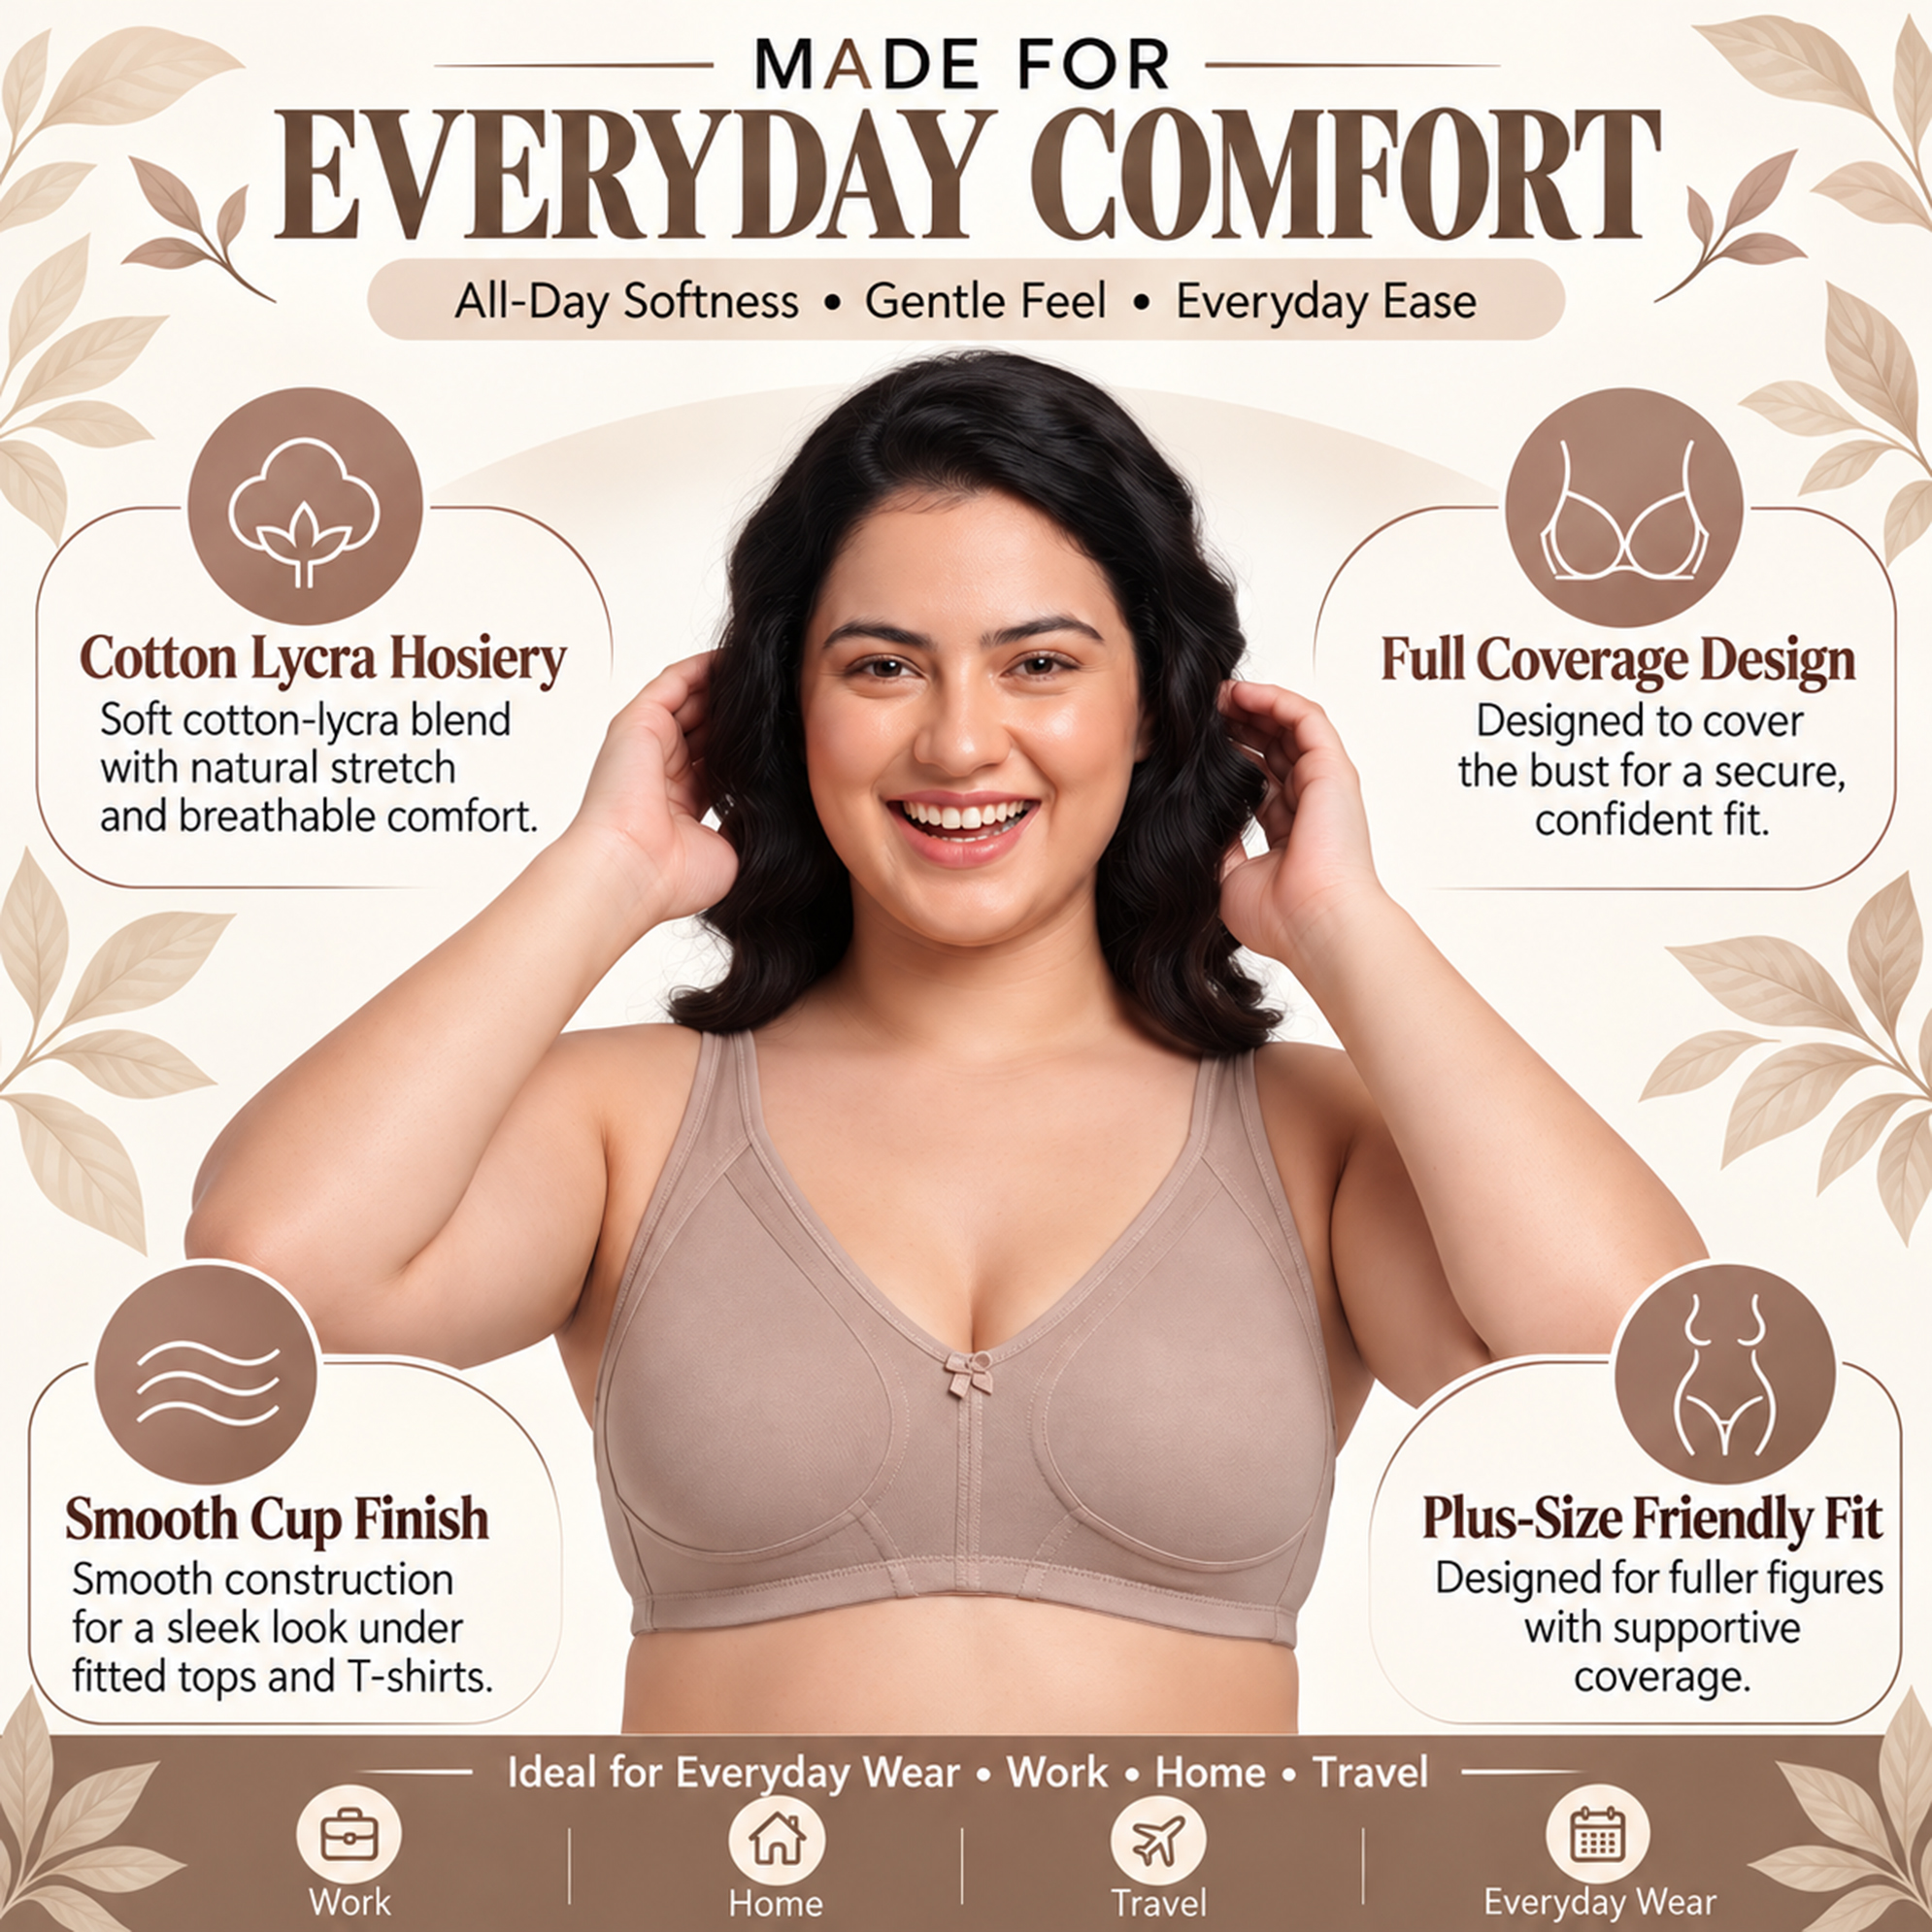 MADE FOR
EVERYDAY COMFORT
All-Day Softness • Gentle Feel • Everyday Ease
Cotton Lycra Hosiery
Soft cotton-lycra blend
with natural stretch
and breathable comfort.
Full Coverage Design
Designed to cover
the bust for a secure,
confident fit.
Smooth Cup Finish
Smooth construction
for a sleek look under
fitted tops and T-shirts.
Plus-Size Friendly Fit
Designed for fuller figures
with supportive
coverage.
Ideal for Everyday Wear • Work • Home • Travel
Work
Home
Travel
Everyday Wear